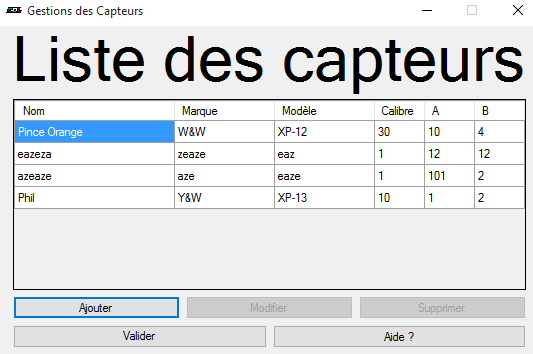 Gestions des Capteurs
Liste des capteurs
Nom Marque Modèle Calibre A B
Pince Orange W&W XP-12 30 10 4
eazeza zeaze eaz 1 12 12
azeaze aze eaze 1 101 2
Phil Y&W XP-13 10 1 2
Ajouter Modifier Supprimer
Valider Aide ?